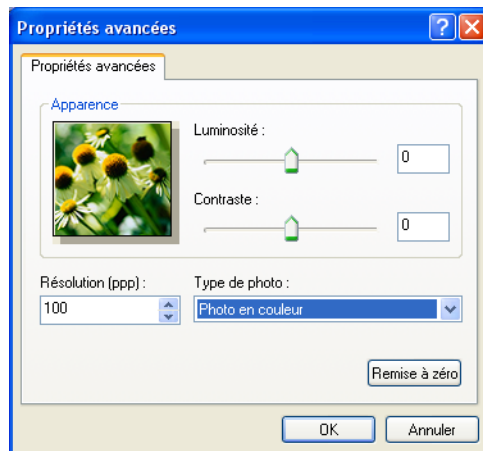 Propriétés avancées
Propriétés avancées
Apparence
Luminosité :
0
Contraste :
0
Résolution (ppp) :
Type de photo :
100
Photo en couleur
Remise à zéro
OK
Annuler